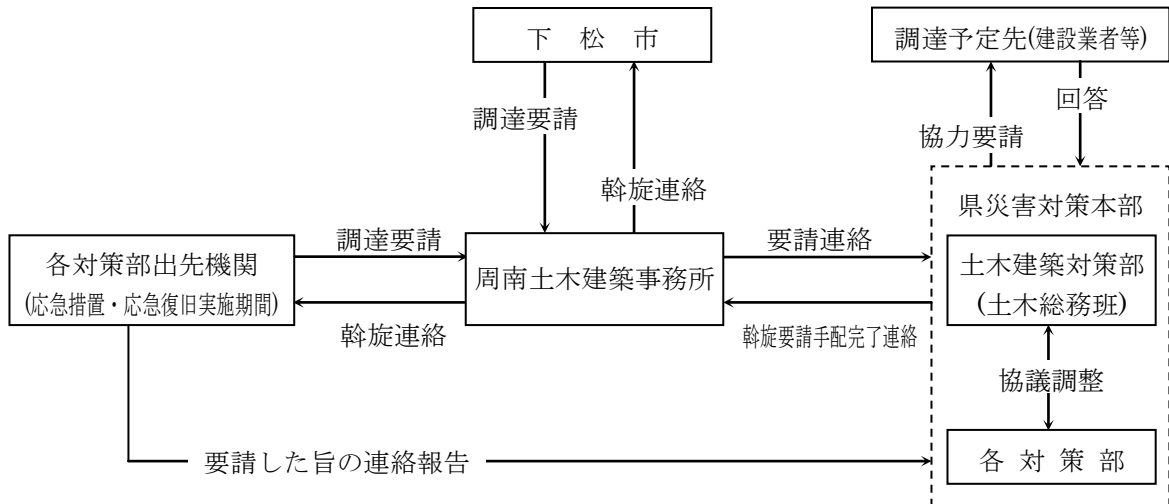 下 松 市
調達予定先(建設業者等)
調達要請
回答
協力要請
斡旋連絡
県災害対策本部
調達要請
要請連絡
各対策部出先機関
(応急措置・応急復旧実施期間)
周南土木建築事務所
土木建築対策部
(土木総務班)
斡旋連絡
斡旋要請手配完了連絡
協議調整
要請した旨の連絡報告
各 対 策 部